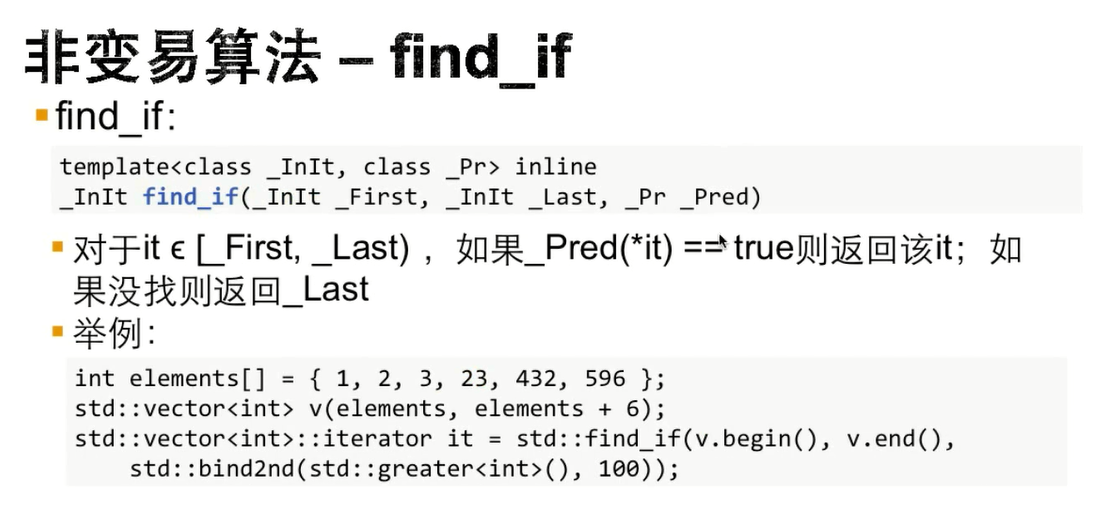 非变易算法 – find_if
find_if：
template<class _InIt, class _Pr> inline
_InIt find_if(_InIt _First, _InIt _Last, _Pr _Pred)
对于it ϵ [_First, _Last) ，如果_Pred(*it) == true则返回该it；如
果没找则返回_Last
举例：
int elements[] = { 1, 2, 3, 23, 432, 596 };
std::vector<int> v(elements, elements + 6);
std::vector<int>::iterator it = std::find_if(v.begin(), v.end(),
std::bind2nd(std::greater<int>(), 100));